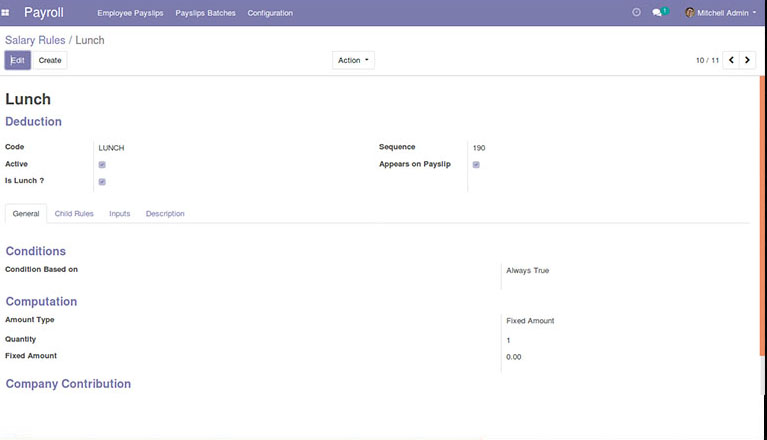 Payroll Employee Payslips Payslips Batches Configuration 1 Mitchell Admin
Salary Rules / Lunch
Edit Create Action 10 / 11
Lunch
Deduction
Code LUNCH Sequence 190
Active Appears on Payslip
Is Lunch ?
General Child Rules Inputs Description
Conditions
Condition Based on Always True
Computation
Amount Type Fixed Amount
Quantity 1
Fixed Amount 0.00
Company Contribution